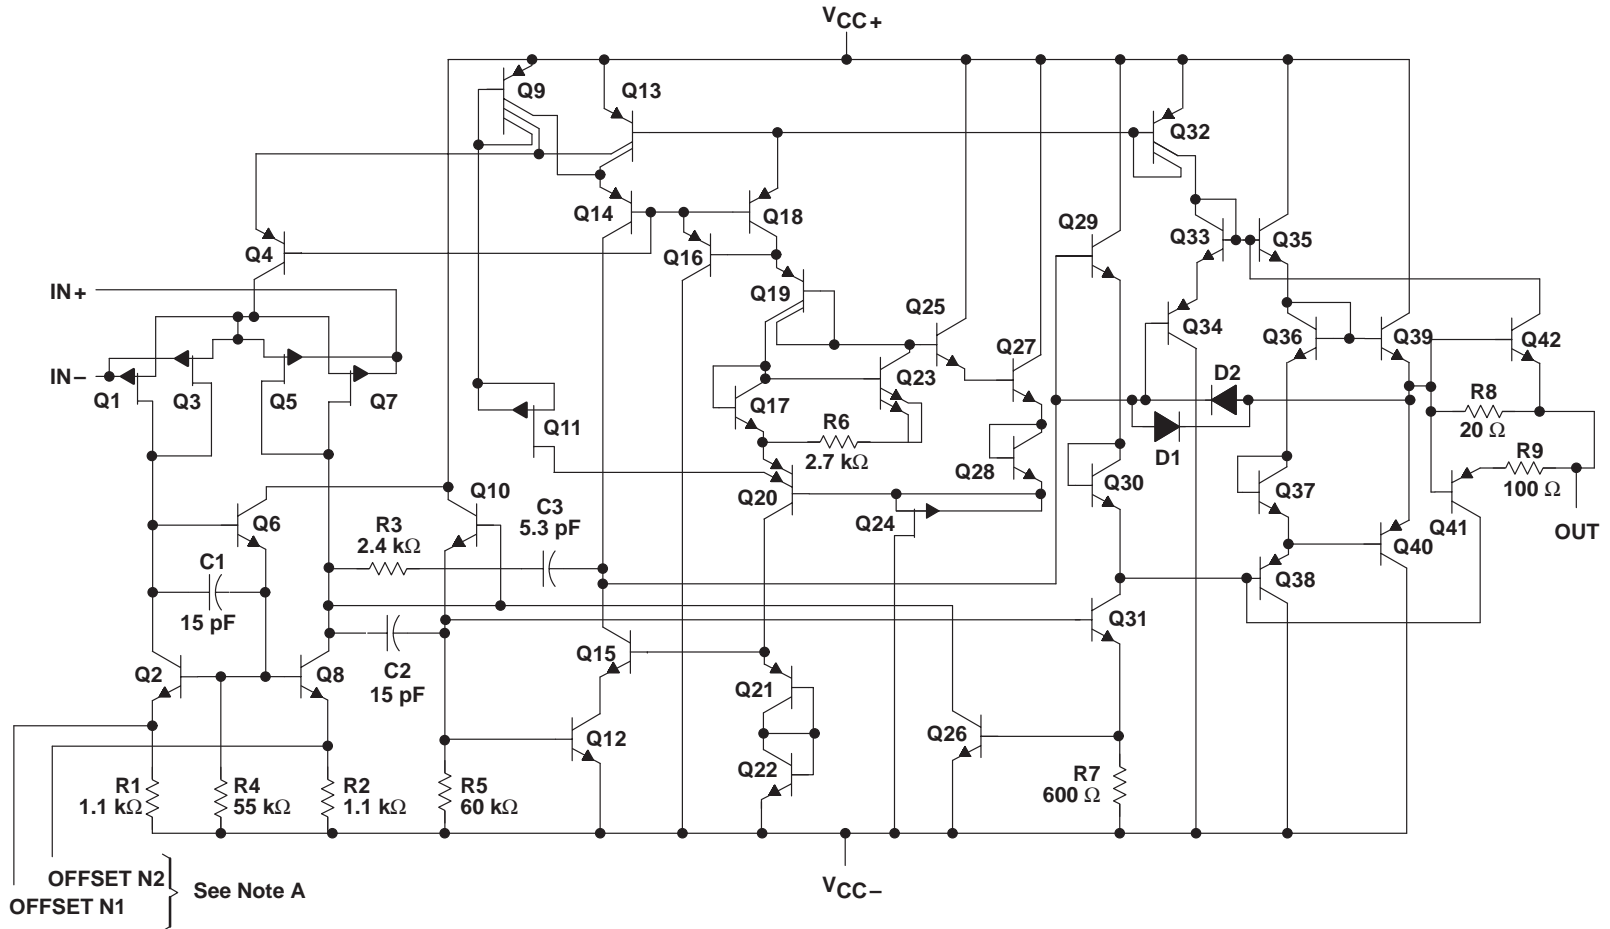 VCC+
Q9
Q13
Q32
Q14
Q18
Q29
Q4
Q16
Q33
Q35
IN+
Q19
Q25
Q34
Q36
Q39
Q42
Q27
IN−
D2
Q1
Q3
Q5
Q7
Q23
Q17
R8
20 Ω
Q11
R6
2.7 kΩ
D1
R9
100 Ω
Q28
Q30
Q37
Q10
Q20
C3
5.3 pF
Q6
R3
2.4 kΩ
Q24
Q41
OUT
Q40
C1
15 pF
Q38
Q31
Q2
Q8
C2
15 pF
Q15
Q21
Q12
Q26
Q22
R1
1.1 kΩ
R4
55 kΩ
R2
1.1 kΩ
R5
60 kΩ
R7
600 Ω
VCC−
OFFSET N2
OFFSET N1
See Note A